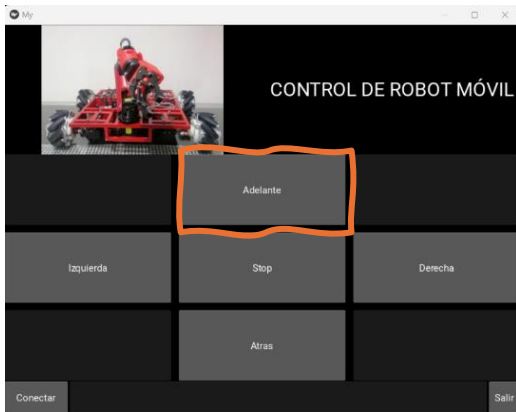 My
CONTROL DE ROBOT MÓVIL
Adelante
Izquierda
Stop
Derecha
Atras
Conectar
Salir